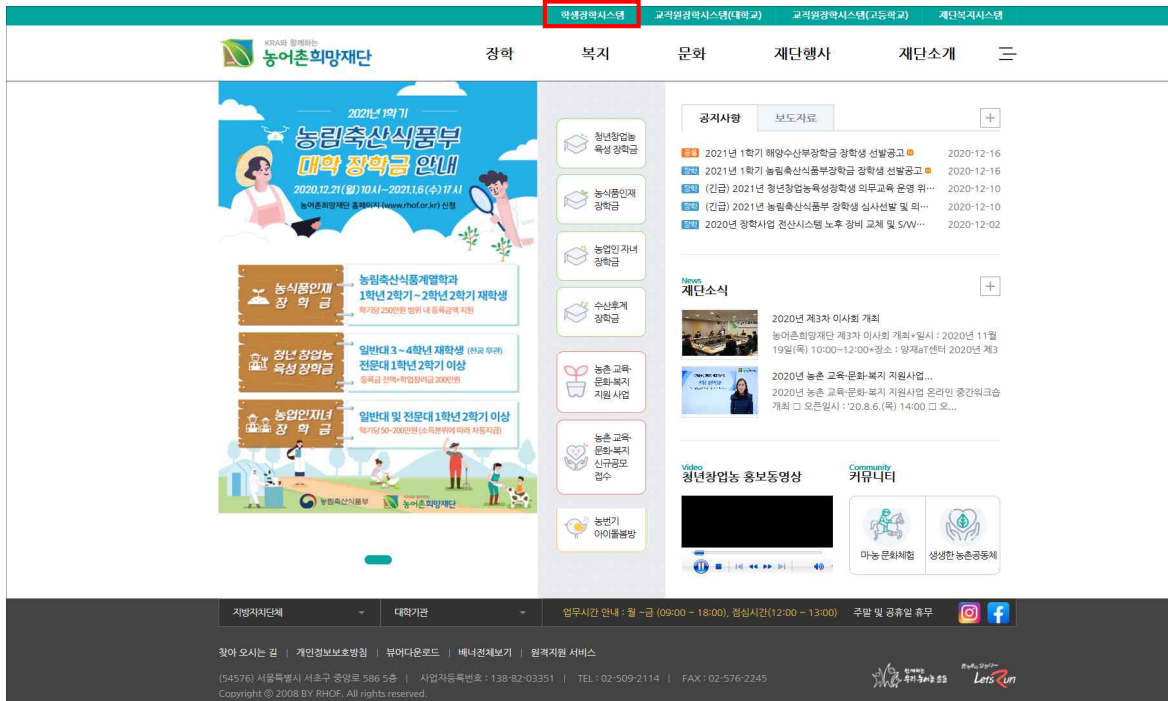 학생장학시스템 교직원장학시스템(대학교) 교직원장학시스템(고등학교) 재단복지시스템
KRA와 함께하는
농어촌희망재단
장학 복지 문화 재단행사 재단소개
2021년 1학기
농림축산식품부
대학 장학금 안내
2020.12.21(월)10시~2021.1.6(수)17시
농어촌희망재단 홈페이지(www.rhof.or.kr) 신청
농식품인재
장 학 금
농림축산식품계열학과
1학년 2학기~2학년 2학기 재학생
학기당 250만원 범위 내 등록금액 지원
청년 창업농
육성 장학금
일반대 3~4학년 재학생 (전공 무관)
전문대 1학년 2학기 이상
등록금 전액+학업장려금 200만원
농업인자녀
장 학 금
일반대 및 전문대 1학년 2학기 이상
학기당 50~200만원 (소득분위에 따라 차등지급)
농림축산식품부
농어촌희망재단
청년창업농
육성 장학금
농식품인재
장학금
농업인 자녀
장학금
수산후계
장학금
농촌 교육·
문화·복지
지원 사업
농촌 교육·
문화·복지
신규공모
접수
농번기
아이돌봄방
공지사항 보도자료
2021년 1학기 해양수산부장학금 장학생 선발공고 2020-12-16
장학 2021년 1학기 농림축산식품부장학금 장학생 선발공고 2020-12-16
장학 (긴급) 2021년 청년창업농육성장학생 의무교육 운영 위… 2020-12-10
장학 (긴급) 2021년 농림축산식품부 장학생 심사선발 및 의… 2020-12-10
장학 2020년 장학사업 전산시스템 노후 장비 교체 및 S/W… 2020-12-02
News
재단소식
2020년 제3차 이사회 개최
농어촌희망재단 제3차 이사회 개최*일시 : 2020년 11월
19일(목) 10:00~12:00*장소 : 양재aT센터 2020년 제3
2020년 농촌 교육·문화·복지 지원사업...
2020년 농촌 교육·문화·복지 지원사업 온라인 중간워크숍
개최 □ 오픈일시 : '20.8.6.(목) 14:00 □ 오...
Video
청년창업농 홍보동영상
Community
커뮤니티
마농 문화체험 생생한 농촌공동체
지방자치단체 대학기관 업무시간 안내 : 월 ~금 (09:00 ~ 18:00), 점심시간(12:00 ~ 13:00) 주말 및 공휴일 휴무
찾아 오시는 길 | 개인정보보호방침 | 뷰어다운로드 | 배너전체보기 | 원격지원 서비스
(54576) 서울특별시 서초구 중앙로 586 5층 | 사업자등록번호 : 138-82-03351 | TEL : 02-509-2114 | FAX : 02-576-2245
Copyright © 2008 BY RHOF. All rights reserved.
Let's Run